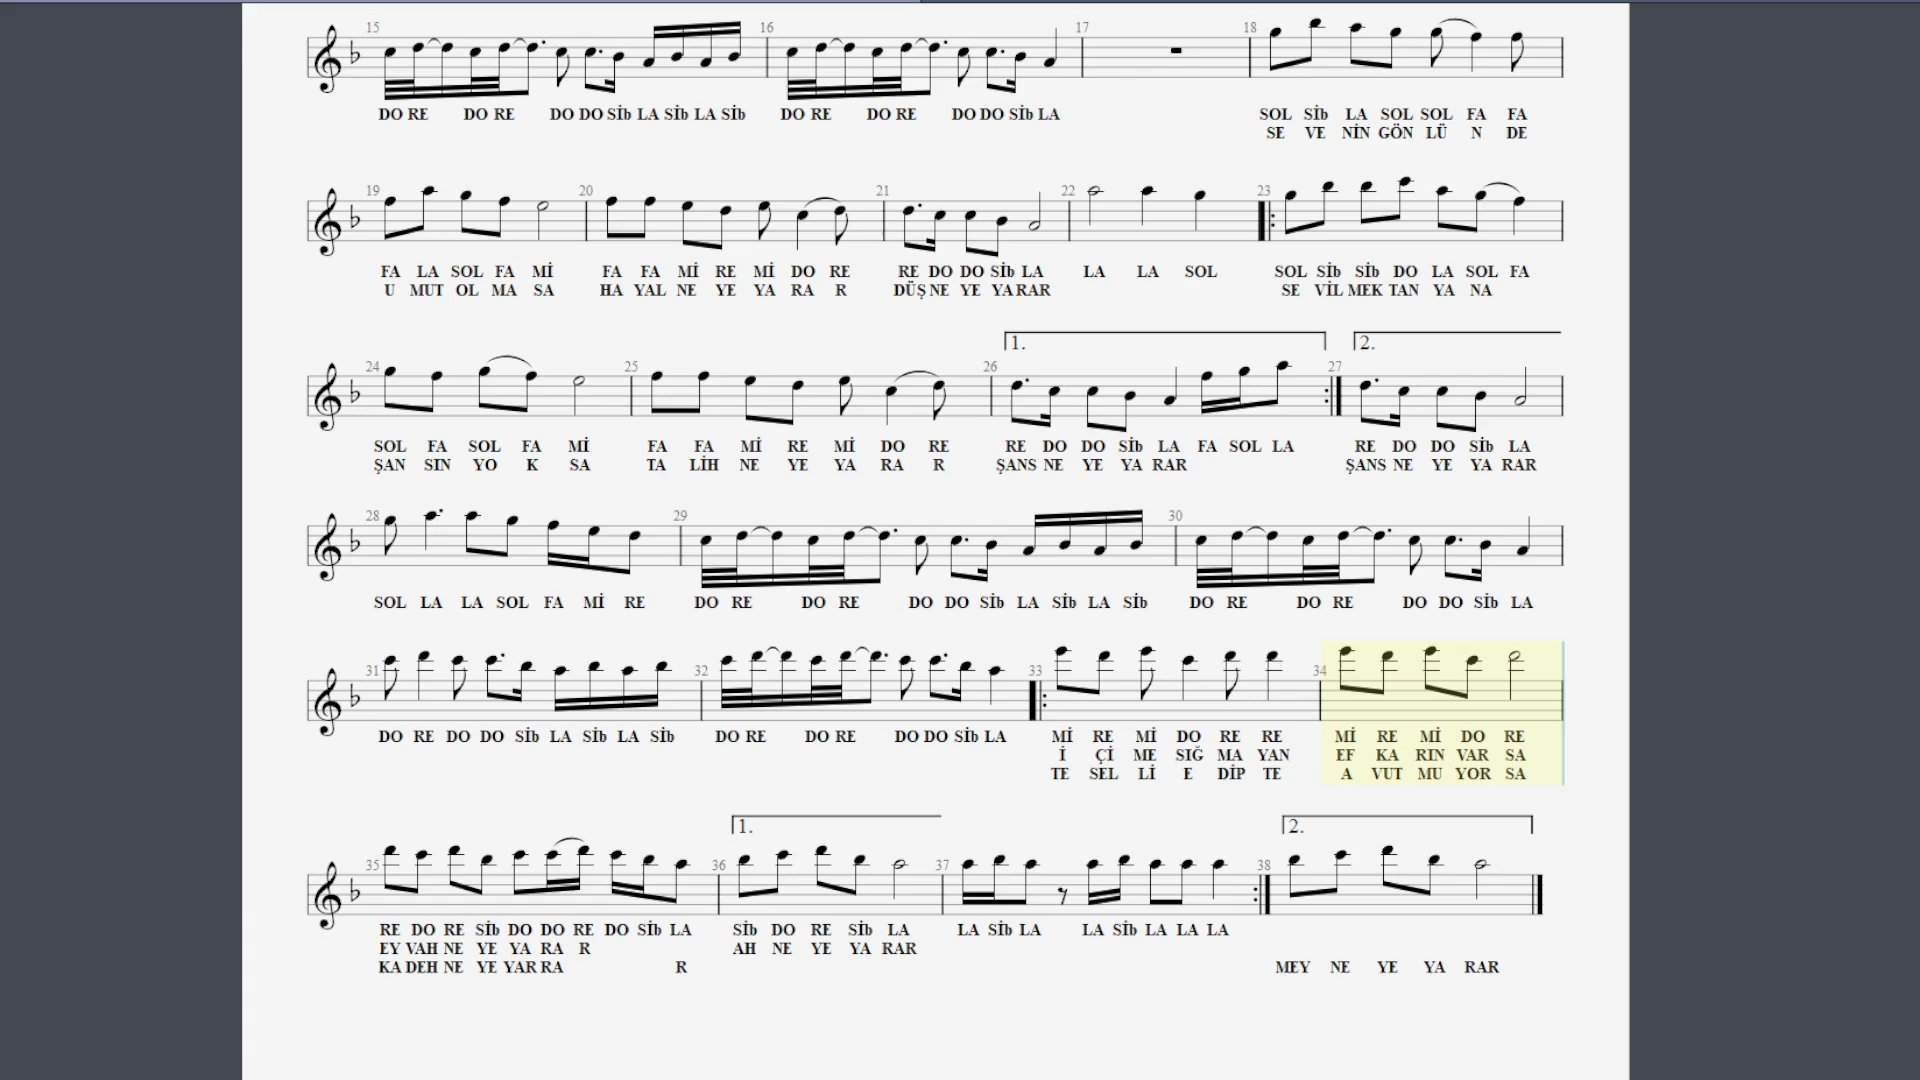 15 16 17 18
DO RE DO RE DO DO Sİb LA Sİb LA Sİb DO RE DO RE DO DO Sİb LA SOL Sİb LA SOL SOL FA FA
SE VE NİN GÖN LÜ N DE
19 20 21 22 23
FA LA SOL FA Mİ FA FA Mİ RE Mİ DO RE RE DO DO Sİb LA LA LA SOL SOL Sİb Sİb DO LA SOL FA
U MUT OL MA SA HA YAL NE YE YA RA R DÜŞ NE YE YA RAR SE VİL MEK TAN YA NA
1. 2.
24 25 26 27
SOL FA SOL FA Mİ FA FA Mİ RE Mİ DO RE RE DO DO Sİb LA FA SOL LA RE DO DO Sİb LA
ŞAN SIN YO K SA TA LİH NE YE YA RA R ŞANS NE YE YA RAR ŞANS NE YE YA RAR
28 29 30
SOL LA LA SOL FA Mİ RE DO RE DO RE DO DO Sİb LA Sİb LA Sİb DO RE DO RE DO DO Sİb LA
31 32 33 34
DO RE DO DO Sİb LA Sİb LA Sİb DO RE DO RE DO DO Sİb LA Mİ RE Mİ DO RE RE Mİ RE Mİ DO RE
İ Çİ ME SIĞ MA YAN EF KA RIN VAR SA
TE SEL Lİ E DİP TE A VUT MU YOR SA
1. 2.
35 36 37 38
RE DO RE Sİb DO DO RE DO Sİb LA Sİb DO RE Sİb LA LA Sİb LA LA Sİb LA LA LA
EY VAH NE YE YA RA R AH NE YE YA RAR
KA DEH NE YE YAR RA R MEY NE YE YA RAR